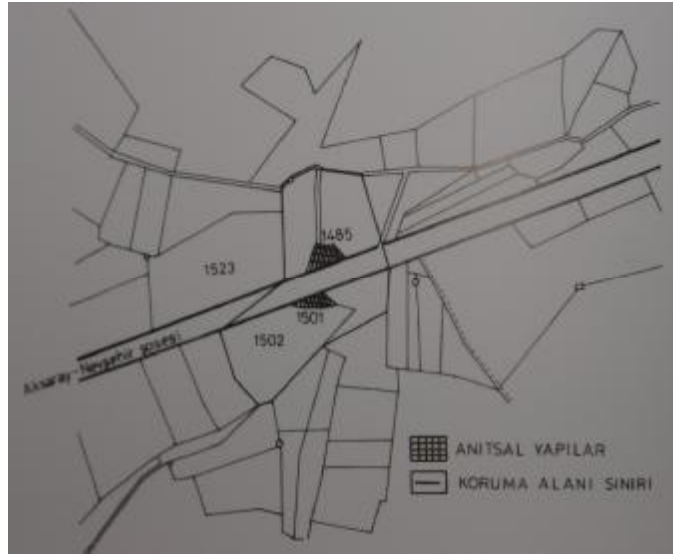 1485
1523
1501
1502
Aksaray-Nevşehir şosesi
ANITSAL YAPILAR
KORUMA ALANI SINIRI